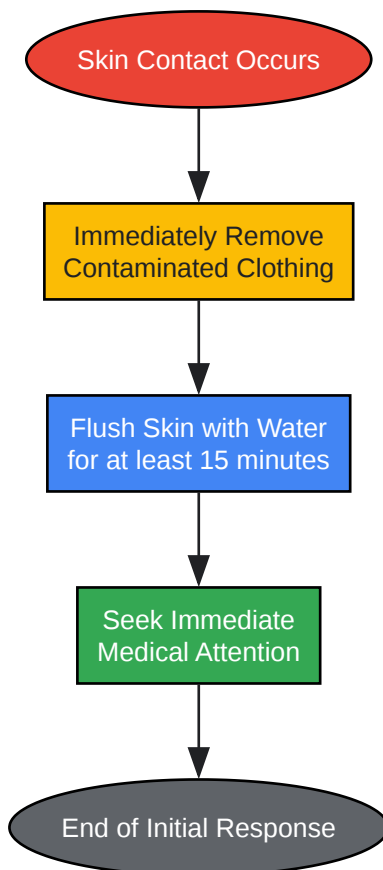 Skin Contact Occurs
Immediately Remove
Contaminated Clothing
Flush Skin with Water
for at least 15 minutes
Seek Immediate
Medical Attention
End of Initial Response